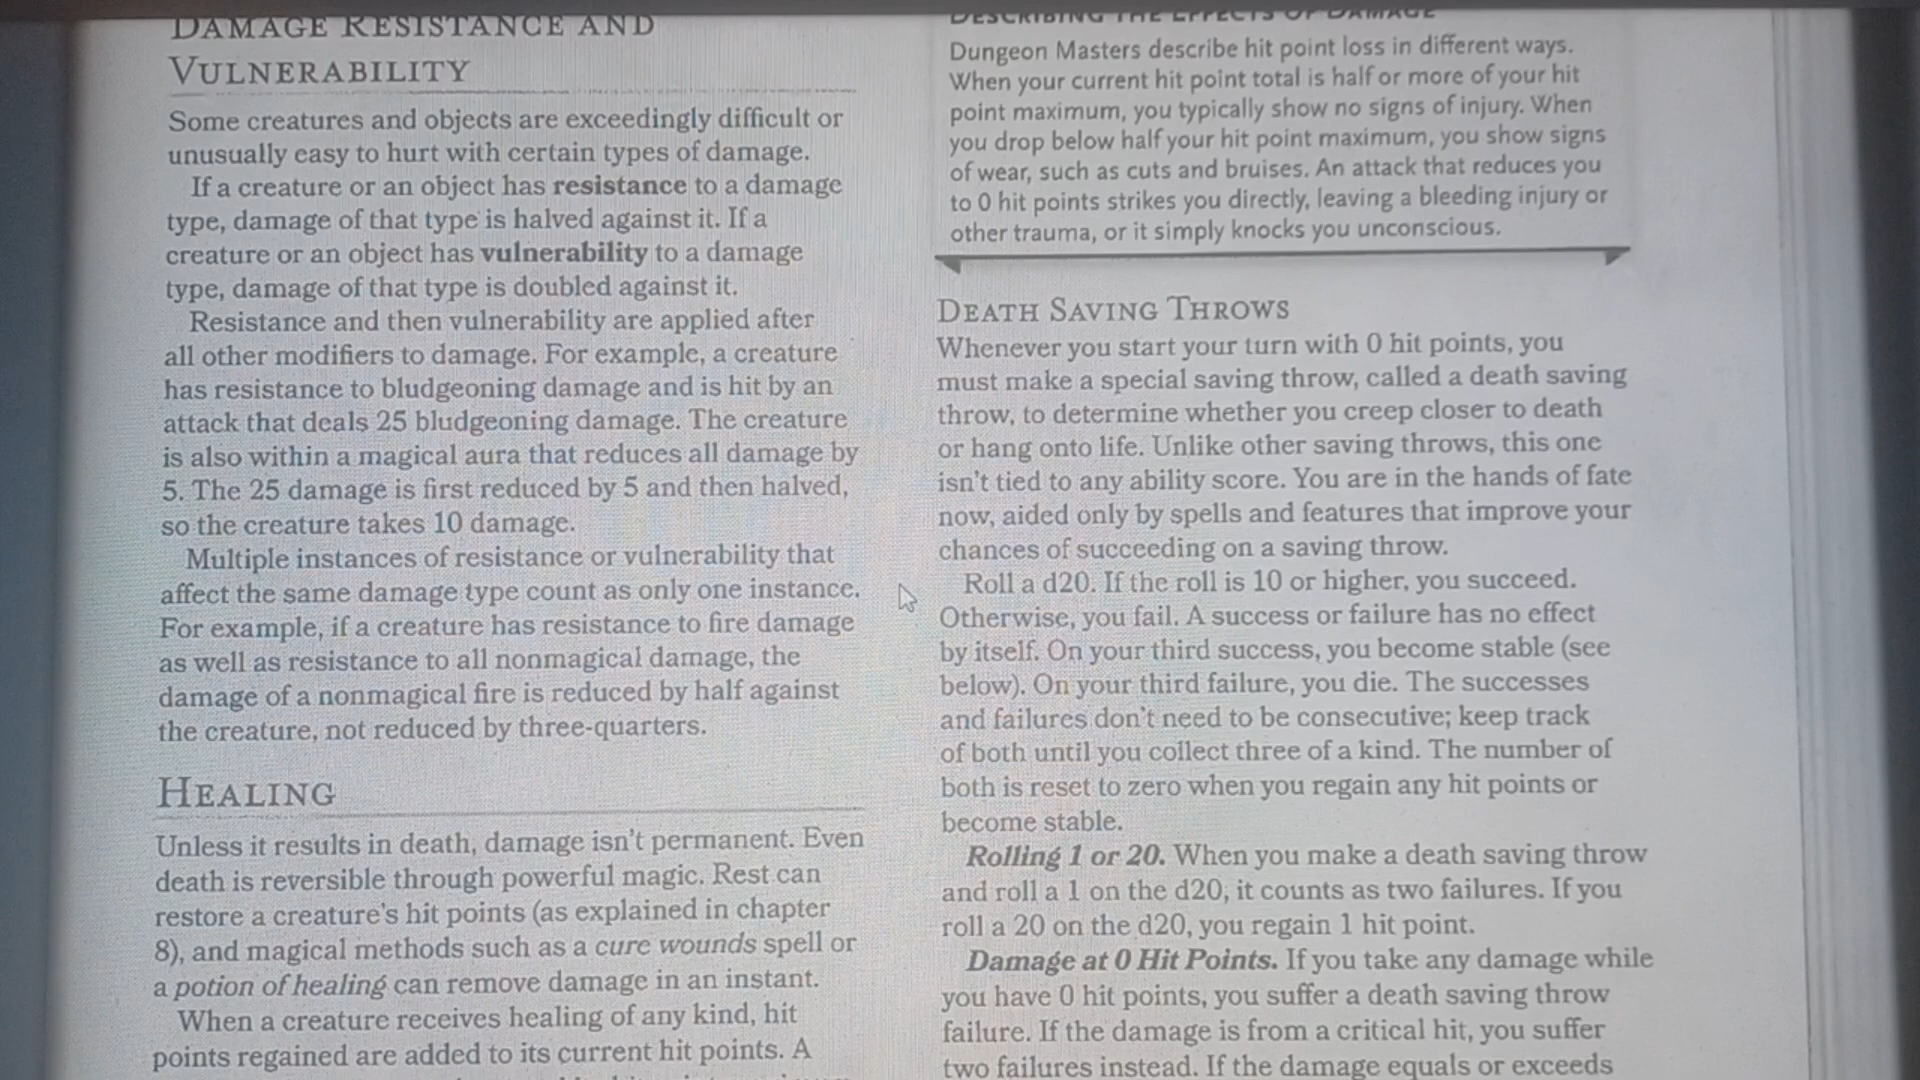 DAMAGE RESISTANCE AND
VULNERABILITY
Some creatures and objects are exceedingly difficult or
unusually easy to hurt with certain types of damage.
If a creature or an object has resistance to a damage
type, damage of that type is halved against it. If a
creature or an object has vulnerability to a damage
type, damage of that type is doubled against it.
Resistance and then vulnerability are applied after
all other modifiers to damage. For example, a creature
has resistance to bludgeoning damage and is hit by an
attack that deals 25 bludgeoning damage. The creature
is also within a magical aura that reduces all damage by
5. The 25 damage is first reduced by 5 and then halved,
so the creature takes 10 damage.
Multiple instances of resistance or vulnerability that
affect the same damage type count as only one instance.
For example, if a creature has resistance to fire damage
as well as resistance to all nonmagical damage, the
damage of a nonmagical fire is reduced by half against
the creature, not reduced by three-quarters.
HEALING
Unless it results in death, damage isn't permanent. Even
death is reversible through powerful magic. Rest can
restore a creature's hit points (as explained in chapter
8), and magical methods such as a cure wounds spell or
a potion of healing can remove damage in an instant.
When a creature receives healing of any kind, hit
points regained are added to its current hit points. A
DESCRIBING THE EFFECTS OF DAMAGE
Dungeon Masters describe hit point loss in different ways.
When your current hit point total is half or more of your hit
point maximum, you typically show no signs of injury. When
you drop below half your hit point maximum, you show signs
of wear, such as cuts and bruises. An attack that reduces you
to 0 hit points strikes you directly, leaving a bleeding injury or
other trauma, or it simply knocks you unconscious.
DEATH SAVING THROWS
Whenever you start your turn with 0 hit points, you
must make a special saving throw, called a death saving
throw, to determine whether you creep closer to death
or hang onto life. Unlike other saving throws, this one
isn't tied to any ability score. You are in the hands of fate
now, aided only by spells and features that improve your
chances of succeeding on a saving throw.
Roll a d20. If the roll is 10 or higher, you succeed.
Otherwise, you fail. A success or failure has no effect
by itself. On your third success, you become stable (see
below). On your third failure, you die. The successes
and failures don't need to be consecutive; keep track
of both until you collect three of a kind. The number of
both is reset to zero when you regain any hit points or
become stable.
Rolling 1 or 20. When you make a death saving throw
and roll a 1 on the d20, it counts as two failures. If you
roll a 20 on the d20, you regain 1 hit point.
Damage at 0 Hit Points. If you take any damage while
you have 0 hit points, you suffer a death saving throw
failure. If the damage is from a critical hit, you suffer
two failures instead. If the damage equals or exceeds